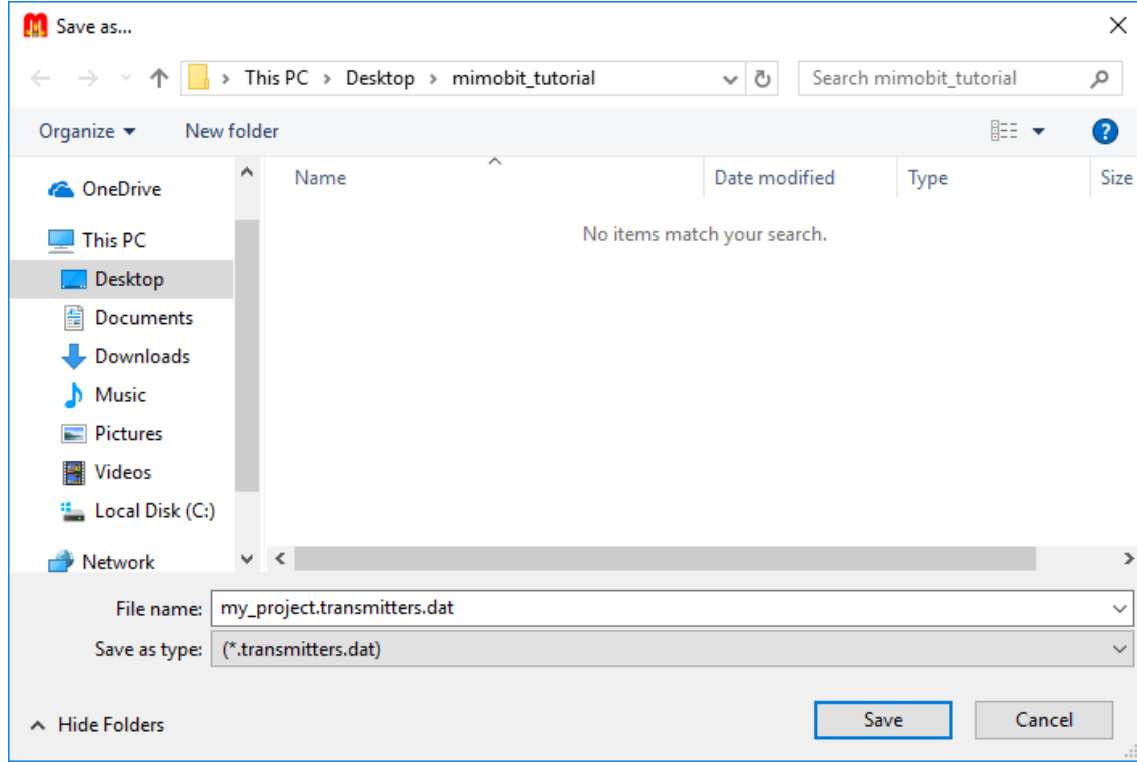 Save as...
This PC > Desktop > mimobit_tutorial
Search mimobit_tutorial
Organize
New folder
Name
Date modified
Type
Size
OneDrive
This PC
Desktop
Documents
Downloads
Music
Pictures
Videos
Local Disk (C:)
Network
No items match your search.
File name: my_project.transmitters.dat
Save as type: (*.transmitters.dat)
Hide Folders
Save
Cancel